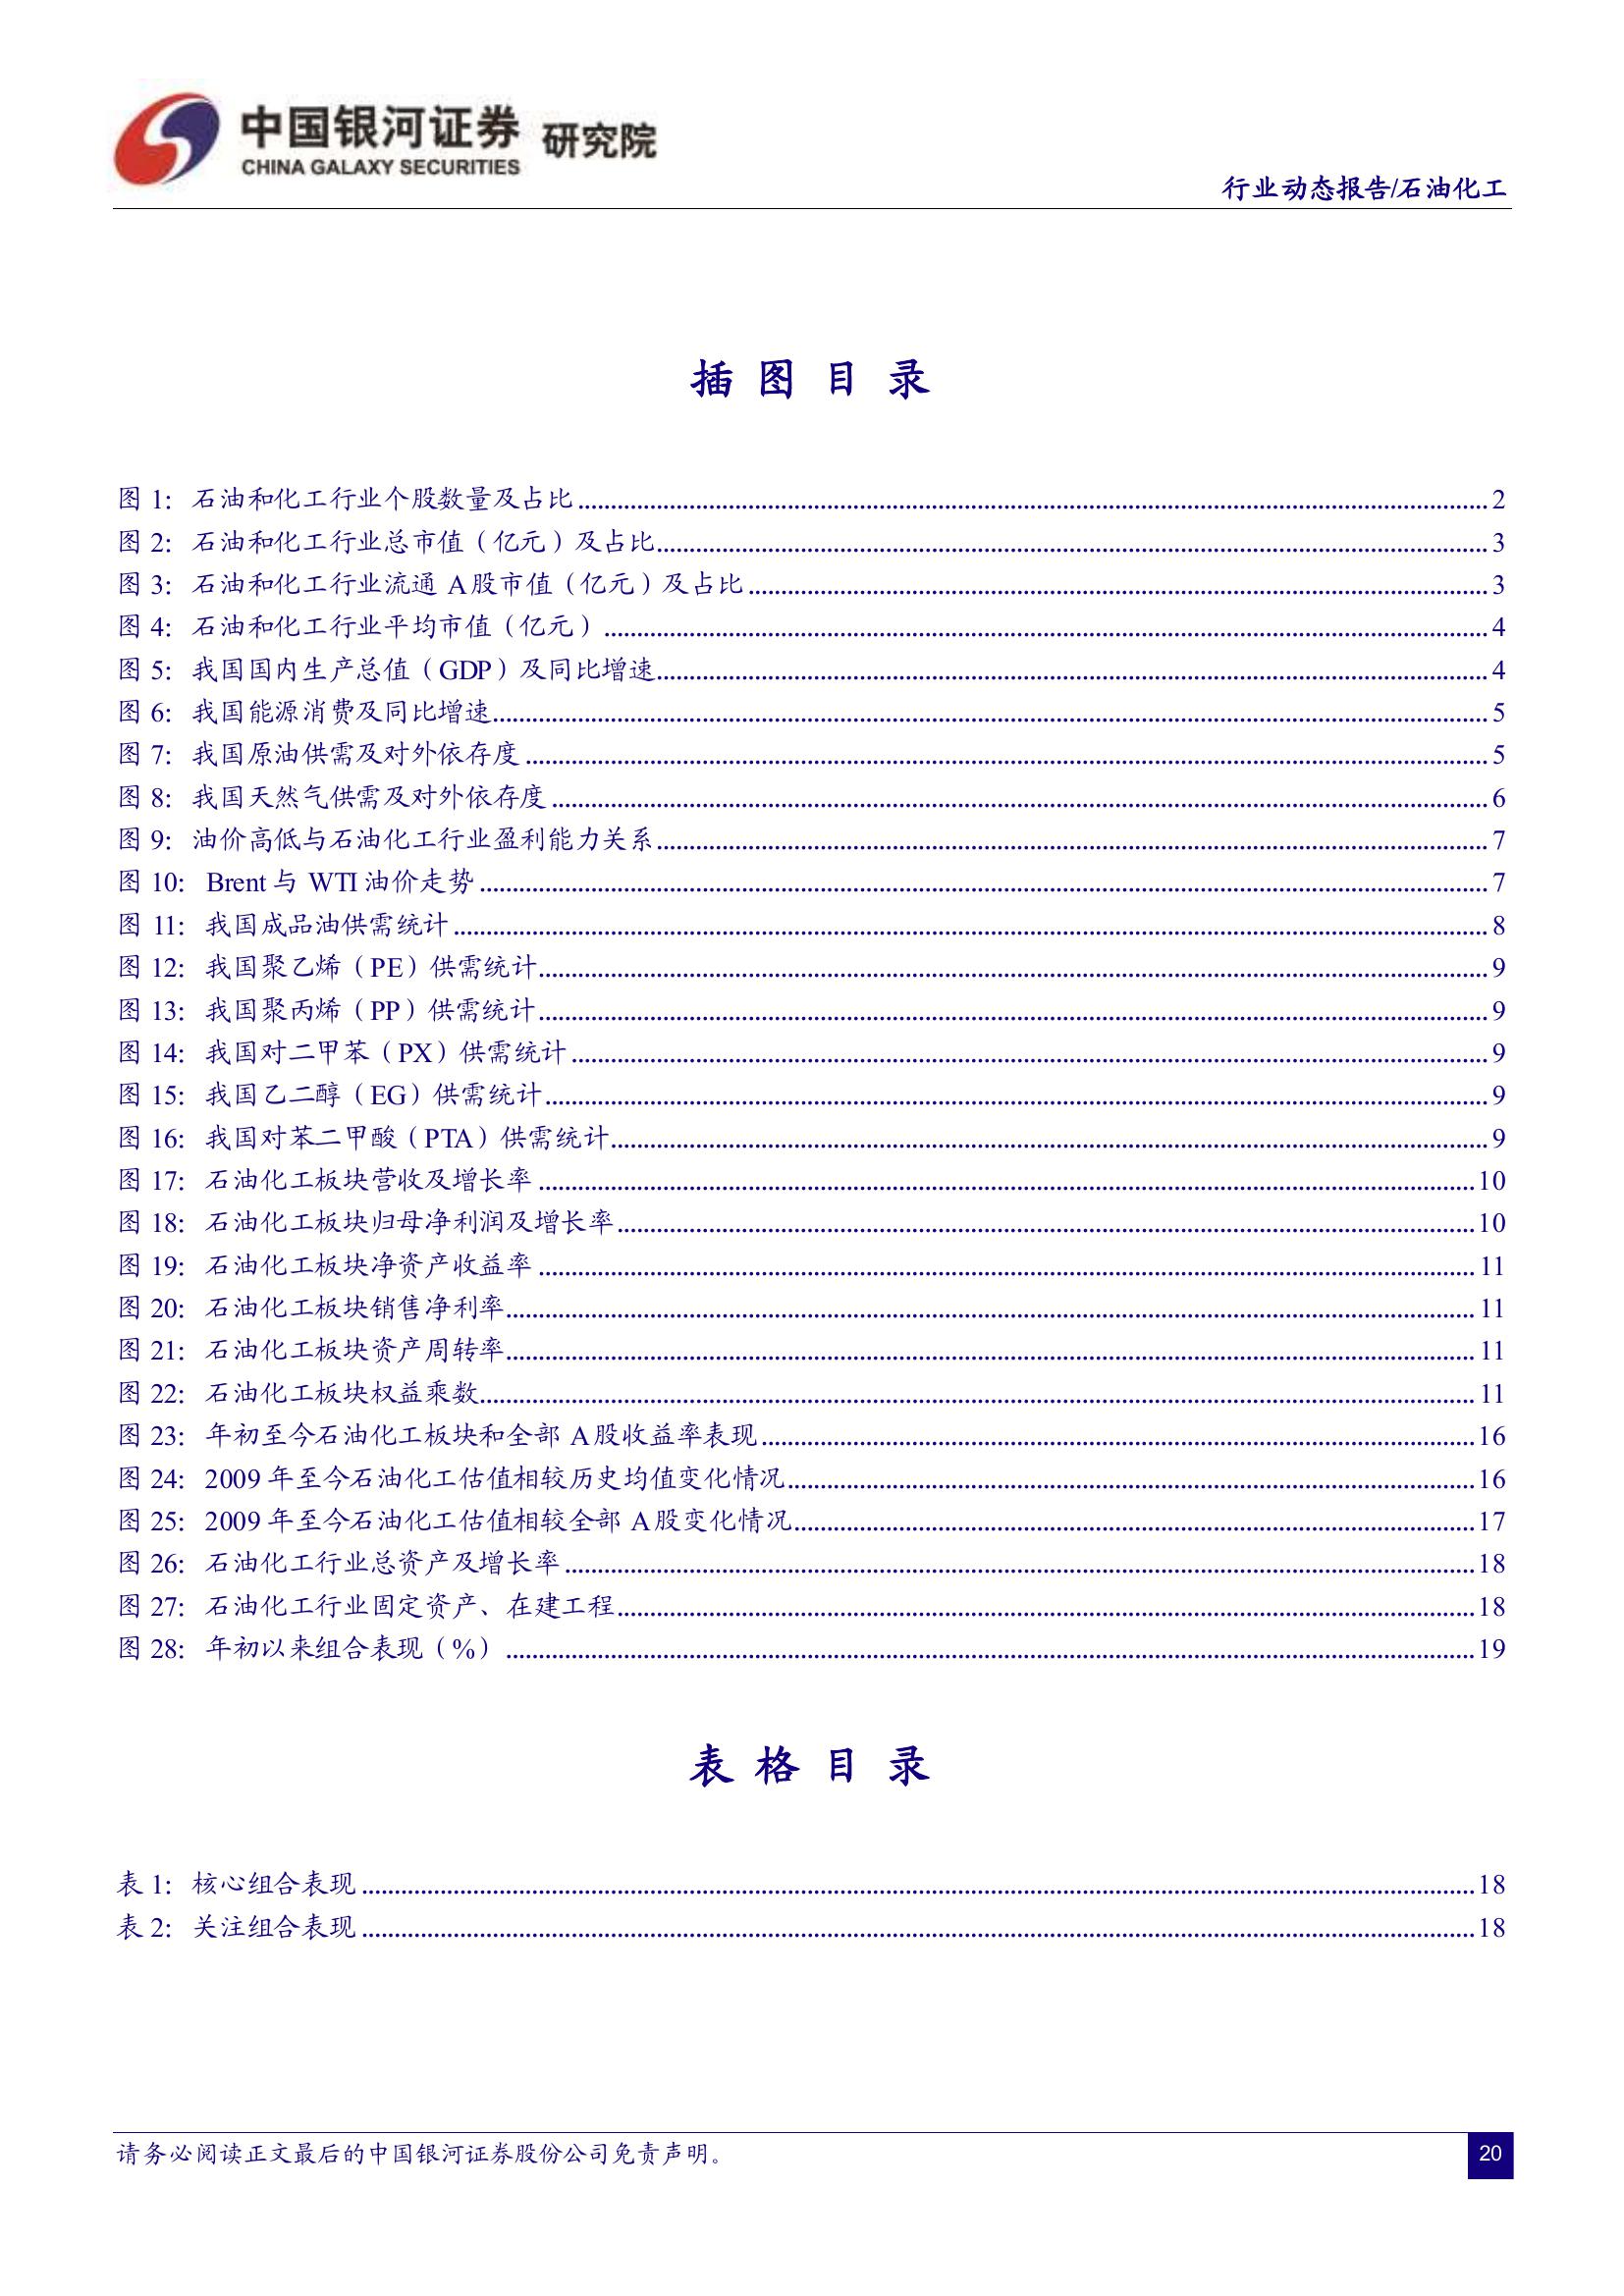 中国银河证券 研究院
CHINA GALAXY SECURITIES
行业动态报告/石油化工
插 图 目 录
图 1: 石油和化工行业个股数量及占比 2
图 2: 石油和化工行业总市值（亿元）及占比 3
图 3: 石油和化工行业流通 A 股市值（亿元）及占比 3
图 4: 石油和化工行业平均市值（亿元） 4
图 5: 我国国内生产总值（GDP）及同比增速 4
图 6: 我国能源消费及同比增速 5
图 7: 我国原油供需及对外依存度 5
图 8: 我国天然气供需及对外依存度 6
图 9: 油价高低与石油化工行业盈利能力关系 7
图 10: Brent 与 WTI 油价走势 7
图 11: 我国成品油供需统计 8
图 12: 我国聚乙烯（PE）供需统计 9
图 13: 我国聚丙烯（PP）供需统计 9
图 14: 我国对二甲苯（PX）供需统计 9
图 15: 我国乙二醇（EG）供需统计 9
图 16: 我国对苯二甲酸（PTA）供需统计 9
图 17: 石油化工板块营收及增长率 10
图 18: 石油化工板块归母净利润及增长率 10
图 19: 石油化工板块净资产收益率 11
图 20: 石油化工板块销售净利率 11
图 21: 石油化工板块资产周转率 11
图 22: 石油化工板块权益乘数 11
图 23: 年初至今石油化工板块和全部 A 股收益率表现 16
图 24: 2009 年至今石油化工估值相较历史均值变化情况 16
图 25: 2009 年至今石油化工估值相较全部 A 股变化情况 17
图 26: 石油化工行业总资产及增长率 18
图 27: 石油化工行业固定资产、在建工程 18
图 28: 年初以来组合表现（%） 19
表 格 目 录
表 1: 核心组合表现 18
表 2: 关注组合表现 18
请务必阅读正文最后的中国银河证券股份公司免责声明。
20